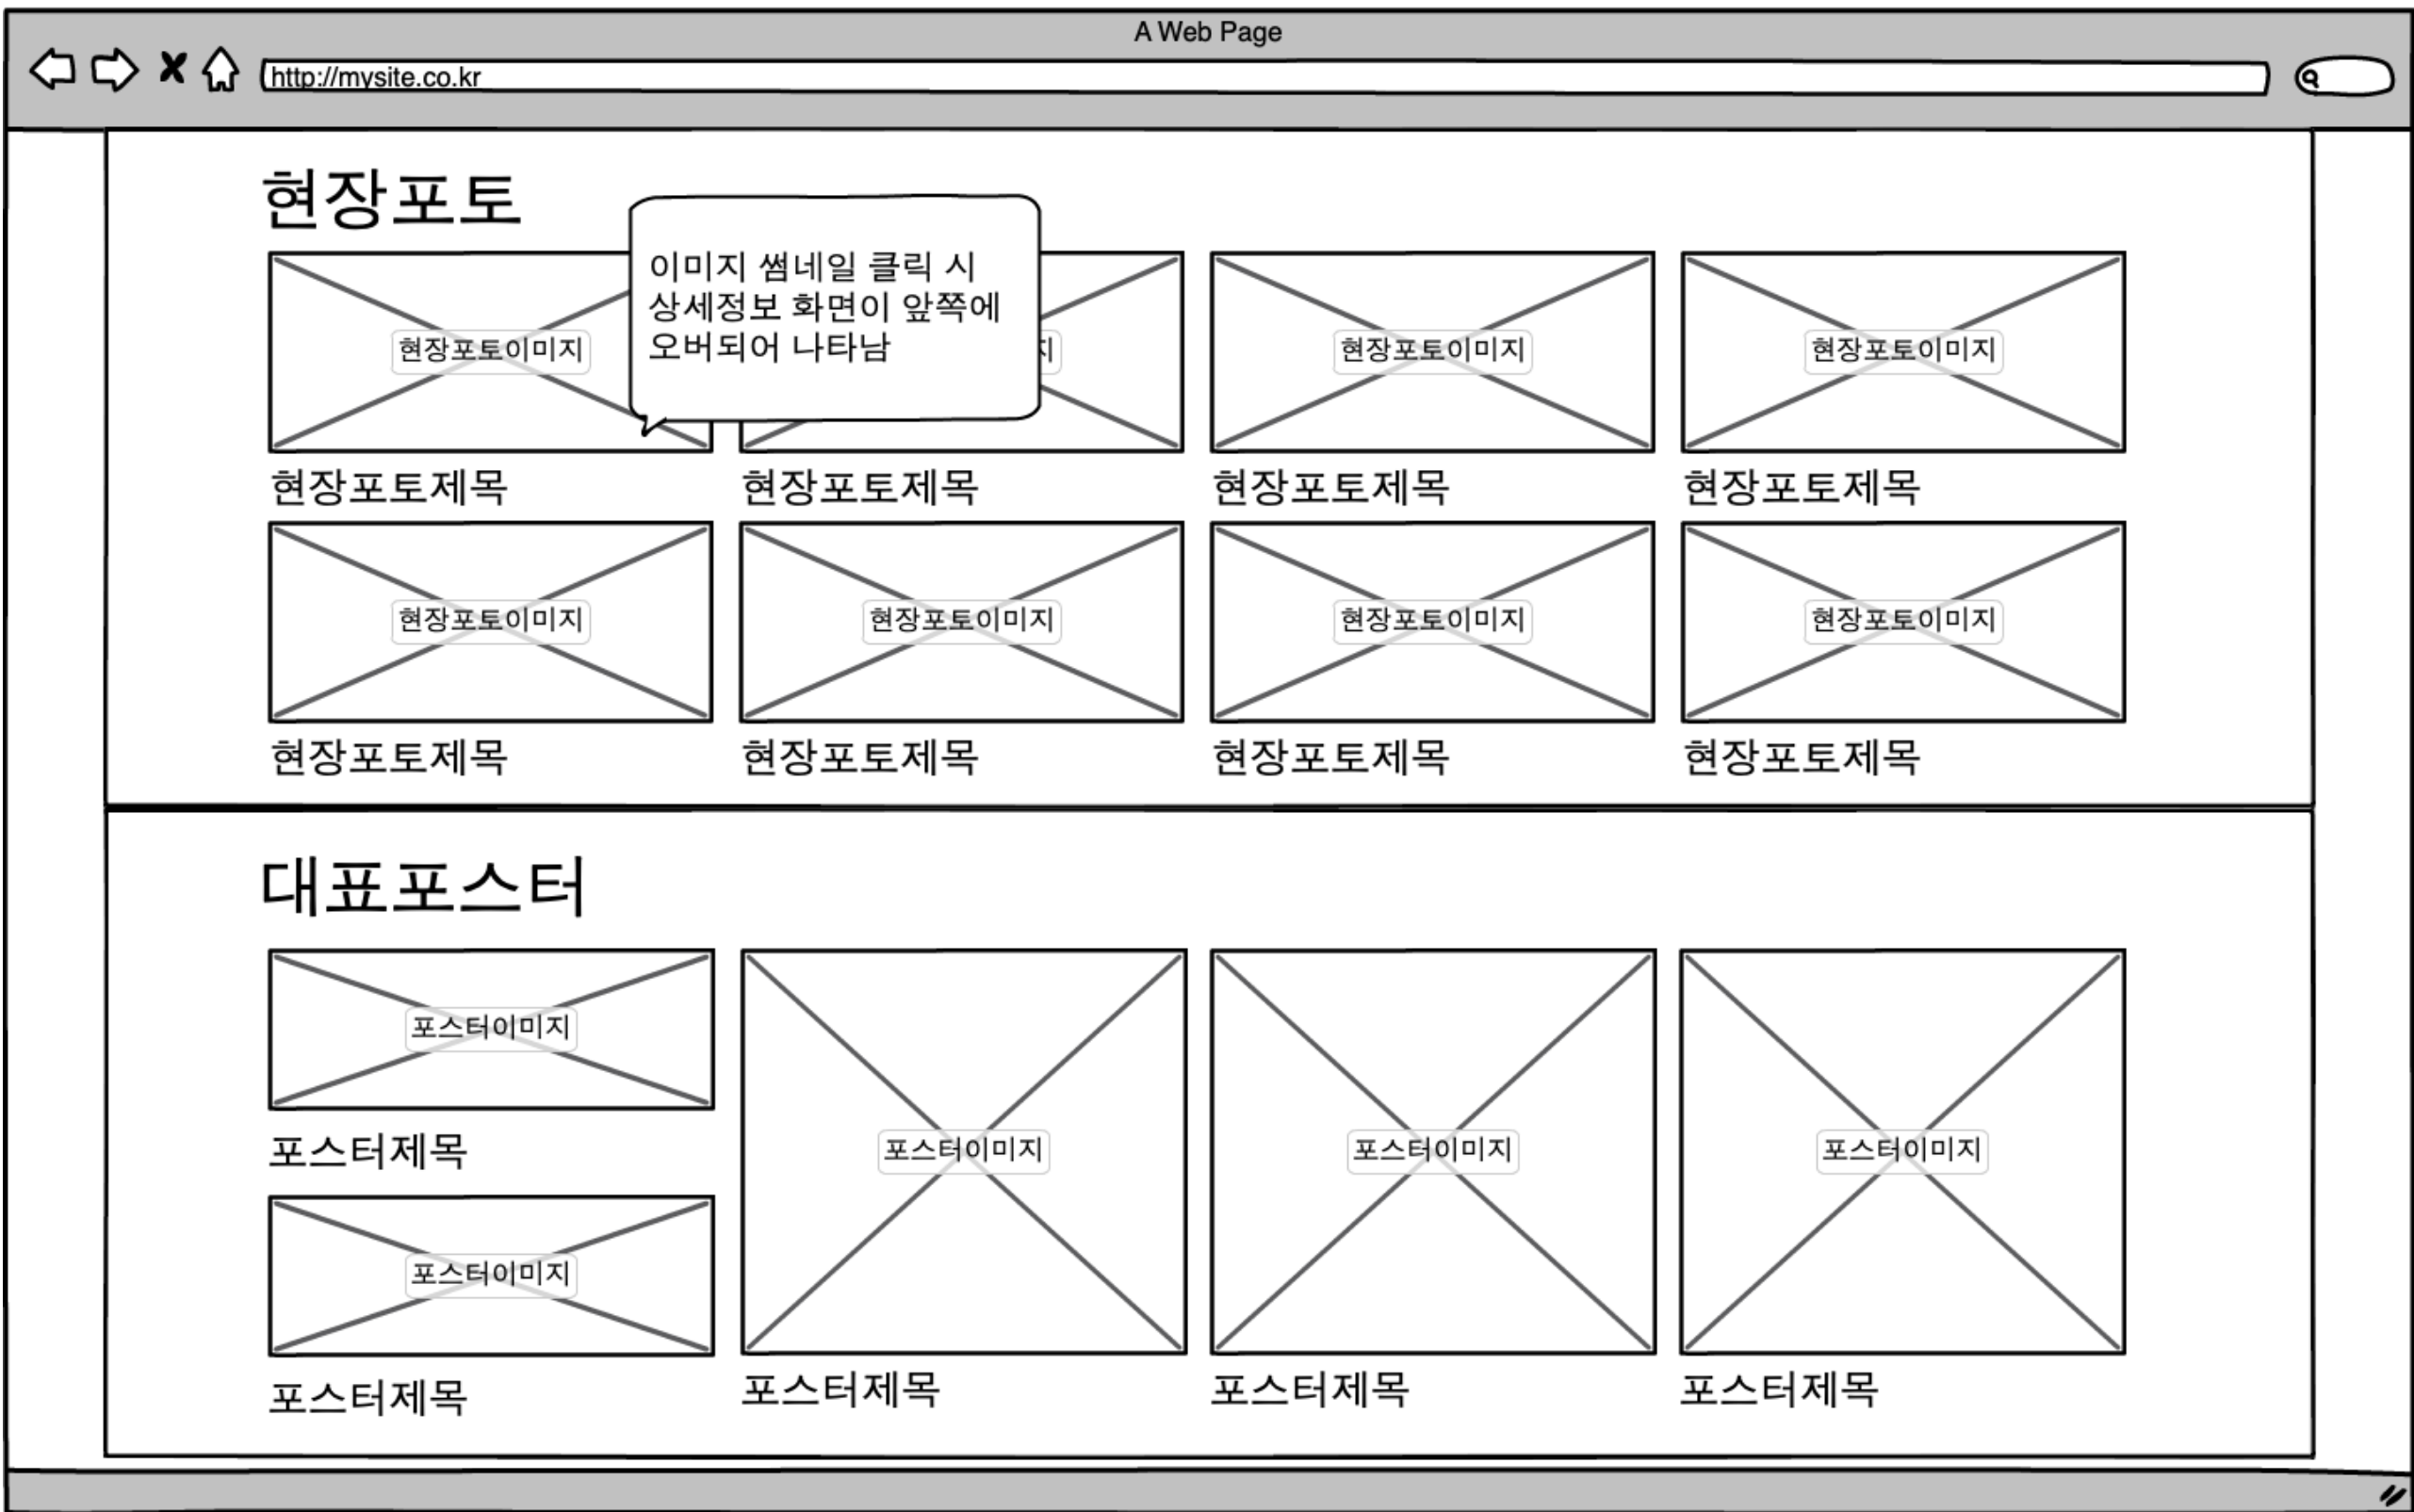 A Web Page
http://mysite.co.kr
현장포토
이미지 썸네일 클릭 시
상세정보 화면이 앞쪽에
오버되어 나타남
현장포토이미지
지
현장포토이미지
현장포토이미지
현장포토제목
현장포토제목
현장포토제목
현장포토제목
현장포토이미지
현장포토이미지
현장포토이미지
현장포토이미지
현장포토제목
현장포토제목
현장포토제목
현장포토제목
대표포스터
포스터이미지
포스터제목
포스터이미지
포스터제목
포스터이미지
포스터제목
포스터이미지
포스터제목
포스터이미지
포스터제목